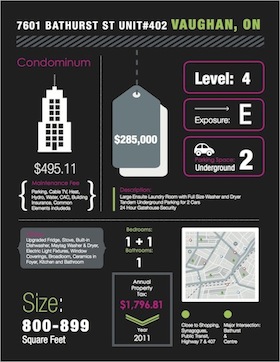 7601 BATHURST ST UNIT#402 VAUGHAN, ON
Condominum
$495.11
Maintenance Fee
Parking, Cable TV, Heat,
Hydro, Water, CAC, Building
Insurance, Common
Elements Included
$285,000
Description:
Large Ensuite Laundry Room with Full Size Washer and Dryer
Tandem Underground Parking for 2 Cars
24 Hour Gatehouse Security
Level: 4
Exposure: E
Parking Space:
Underground 2
Upgraded Fridge, Stove, Built-in
Dishwasher, Maytag Washer & Dryer,
Electric Light Fixtures, Window
Coverings, Broadloom, Ceramics in
Foyer, Kitchen and Bathroom
Size:
800-899
Square Feet
Bedrooms:
1 + 1
Bathrooms:
1
Annual
Property
Tax:
$1,796.81
Year
2011
Close to Shopping,
Synagogues,
Public Transit,
Highway 7 & 407
Major Intersection:
Bathurst
Centre